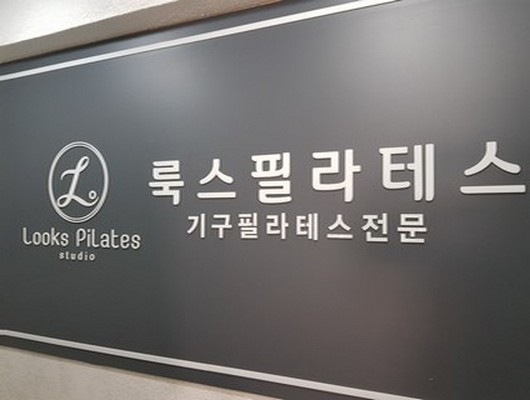 L.
Looks Pilates
studio
룩스필라테스
기구필라테스전문